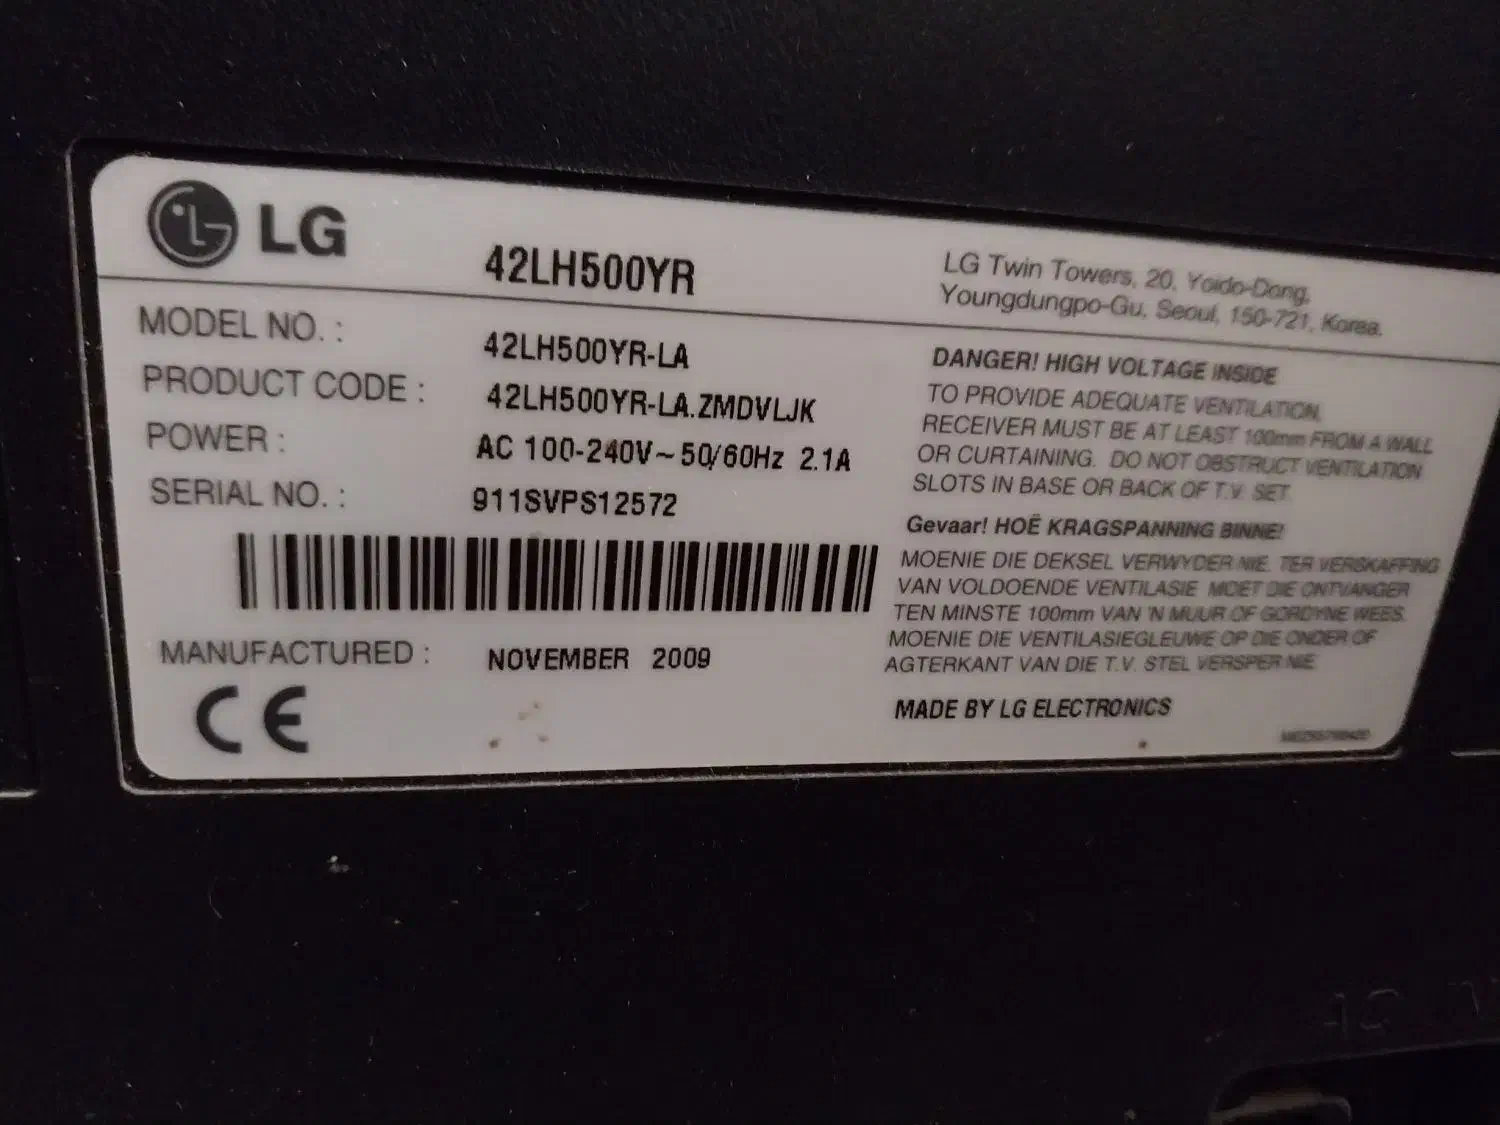 LG
42LH500YR
LG Twin Towers, 20, Yoido-Dong,
Youngdungpo-Gu, Seoul, 150-721, Korea.
MODEL NO. : 42LH500YR-LA
PRODUCT CODE : 42LH500YR-LA.ZMDVLJK
POWER : AC 100-240V~50/60Hz 2.1A
SERIAL NO. : 911SVPS12572
MANUFACTURED : NOVEMBER 2009
CE
DANGER! HIGH VOLTAGE INSIDE
TO PROVIDE ADEQUATE VENTILATION,
RECEIVER MUST BE AT LEAST 100mm FROM A WALL
OR CURTAINING. DO NOT OBSTRUCT VENTILATION
SLOTS IN BASE OR BACK OF T.V. SET
Gevaar! HOË KRAGSPANNING BINNE!
MOENIE DIE DEKSEL VERWYDER NIE. TER VERSKAFFING
VAN VOLDOENDE VENTILASIE MOET DIE ONTVANGER
TEN MINSTE 100mm VAN 'N MUUR OF GORDYNE WEES.
MOENIE DIE VENTILASIEGLEUWE OP DIE ONDER OF
AGTERKANT VAN DIE T.V. STEL VERSPER NIE
MADE BY LG ELECTRONICS